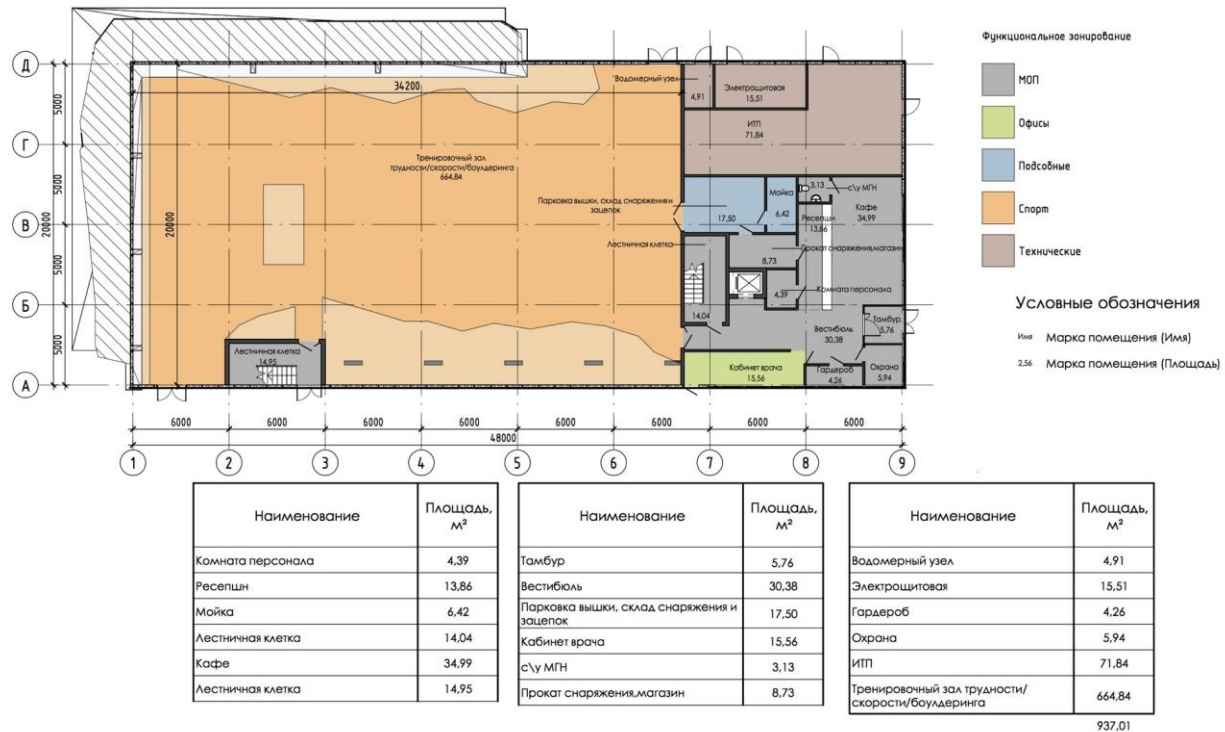 Функциональное зонирование
МОП
Офисы
Подсобные
Спорт
Технические
Условные обозначения
Имя Марка помещения (Имя)
2,56 Марка помещения (Площадь)
Д
Г
В
Б
А
5000
5000
5000
5000
20000
20000
34200
Водомерный узел
4,91
Электрощитовая
15,51
ИТП
71,84
Тренировочный зал
трудности/скорости/боулдеринга
664,84
Парковка вышки, склад снаряжения и
зацепок
17,50
Мойка
6,42
3,13
с\у МГН
Кафе
34,99
Ресепшн
13,86
Лестничная клетка
14,04
Прокат снаряжения,магазин
8,73
Комната персонала
4,39
Вестибюль
30,38
Тамбур
5,76
Лестничная клетка
14,95
Кабинет врача
15,56
Гардероб
4,26
Охрана
5,94
6000 6000 6000 6000 6000 6000 6000 6000
48000
1 2 3 4 5 6 7 8 9
Наименование Площадь,
м²
Комната персонала 4,39
Ресепшн 13,86
Мойка 6,42
Лестничная клетка 14,04
Кафе 34,99
Лестничная клетка 14,95
Наименование Площадь,
м²
Тамбур 5,76
Вестибюль 30,38
Парковка вышки, склад снаряжения и
зацепок 17,50
Кабинет врача 15,56
с\у МГН 3,13
Прокат снаряжения,магазин 8,73
Наименование Площадь,
м²
Водомерный узел 4,91
Электрощитовая 15,51
Гардероб 4,26
Охрана 5,94
ИТП 71,84
Тренировочный зал трудности/
скорости/боулдеринга 664,84
937,01